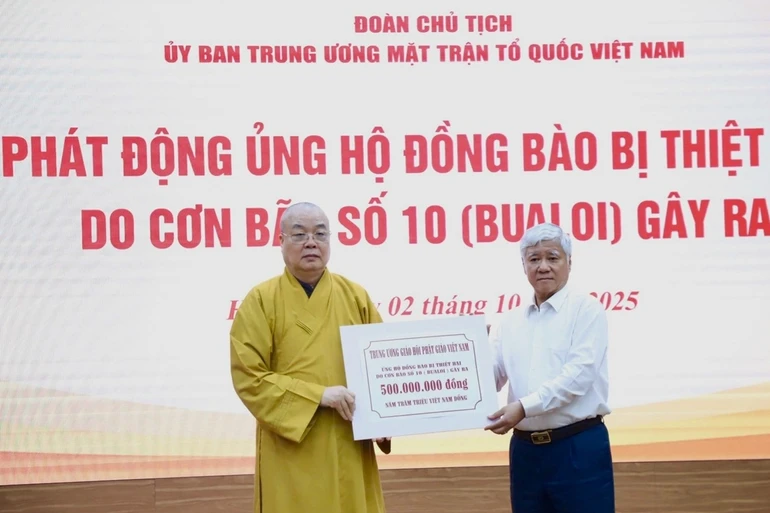 ĐOÀN CHỦ TỊCH
ỦY BAN TRUNG ƯƠNG MẶT TRẬN TỔ QUỐC VIỆT NAM
PHÁT ĐỘNG ỦNG HỘ ĐỒNG BÀO BỊ THIỆT
DO CƠN BÃO SỐ 10 (BUALOI) GÂY RA
02 tháng 10 2025
TRUNG ƯƠNG GIÁO HỘI PHẬT GIÁO VIỆT NAM
ỦNG HỘ ĐỒNG BÀO BỊ THIỆT HẠI
DO CƠN BÃO SỐ 10 ( BUALOI ) GÂY RA
500.000.000 đồng
NĂM TRĂM TRIỆU VIỆT NAM ĐỒNG